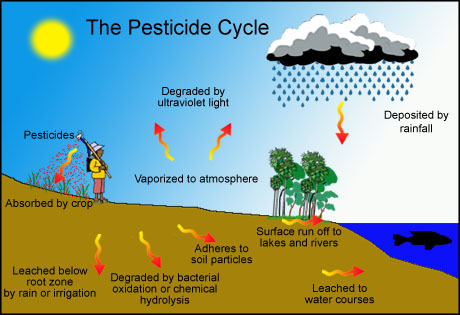 The Pesticide Cycle
Degraded by
ultraviolet light
Deposited by
rainfall
Pesticides
Vaporized to atmosphere
Absorbed by crop
Surface run off to
lakes and rivers
Adheres to
soil particles
Leached below
root zone
by rain or irrigation
Degraded by bacterial
oxidation or chemical
hydrolysis
Leached to
water courses